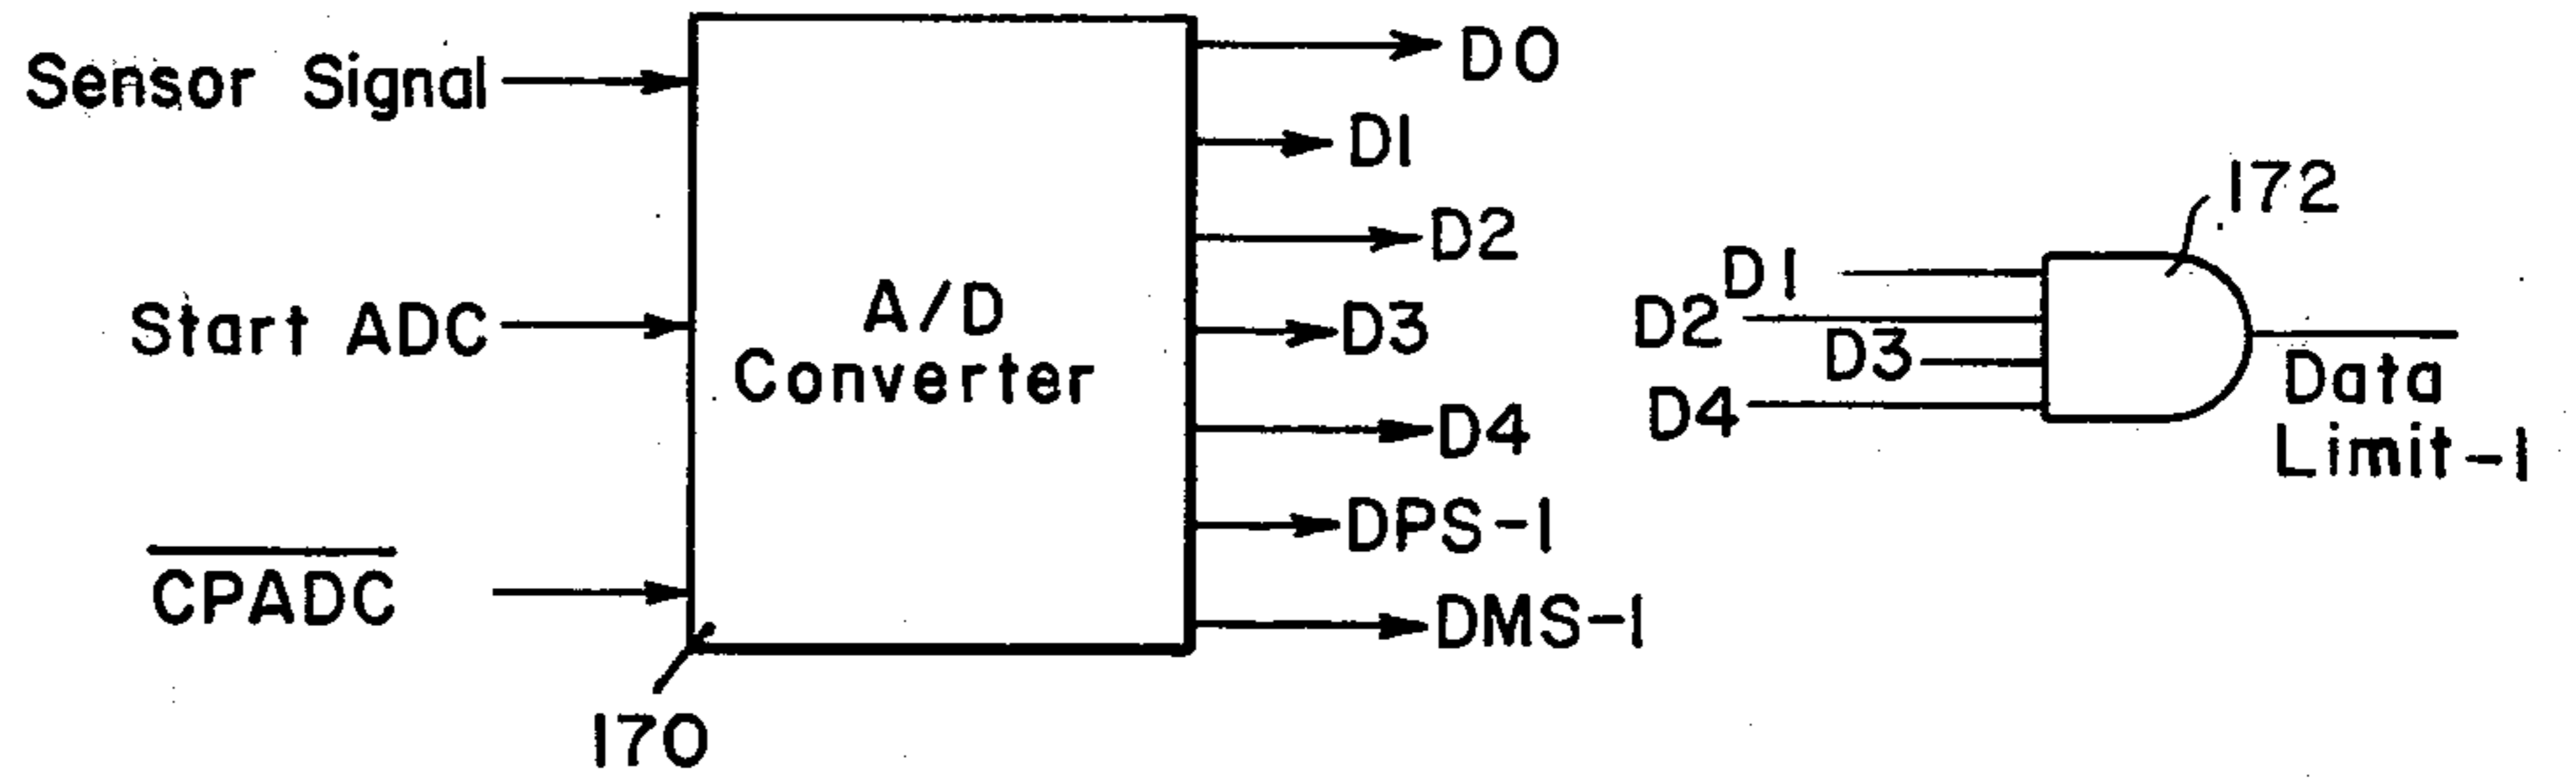 Sensor Signal
Start ADC
CPADC
A/D
Converter
170
D0
D1
D2
D3
D4
DPS-1
DMS-1
172
D1
D2
D3
D4
Data
Limit-1